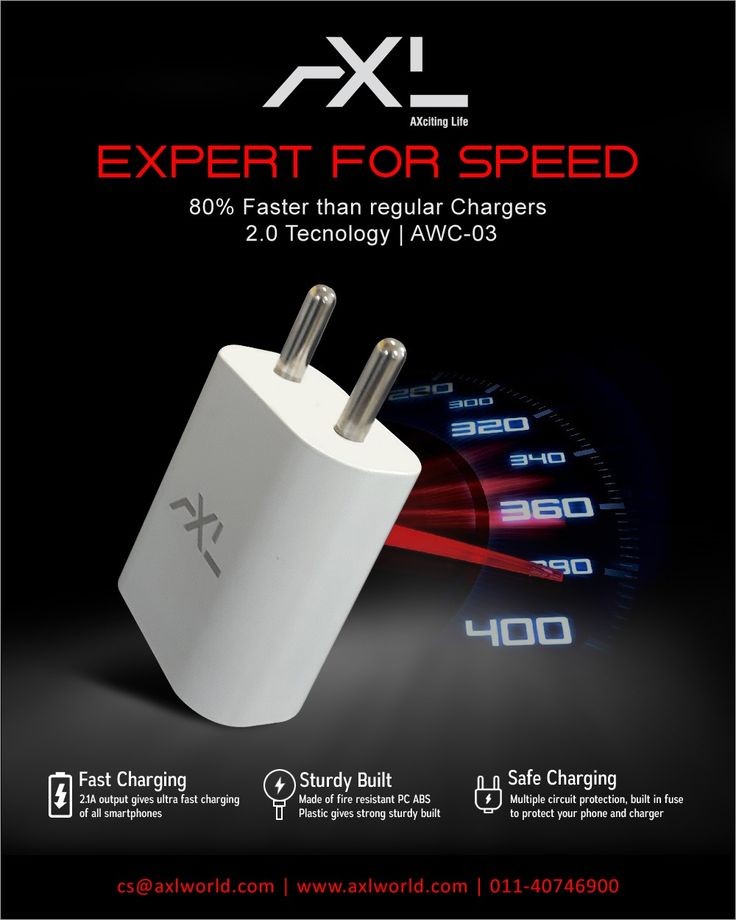 AXL
AXciting Life
EXPERT FOR SPEED
80% Faster than regular Chargers
2.0 Tecnology | AWC-03
280
300
320
340
360
390
400
AXL
Fast Charging
2.1A output gives ultra fast charging
of all smartphones
Sturdy Built
Made of fire resistant PC ABS
Plastic gives strong sturdy built
Safe Charging
Multiple circuit protection, built in fuse
to protect your phone and charger
cs@axlworld.com | www.axlworld.com | 011-40746900